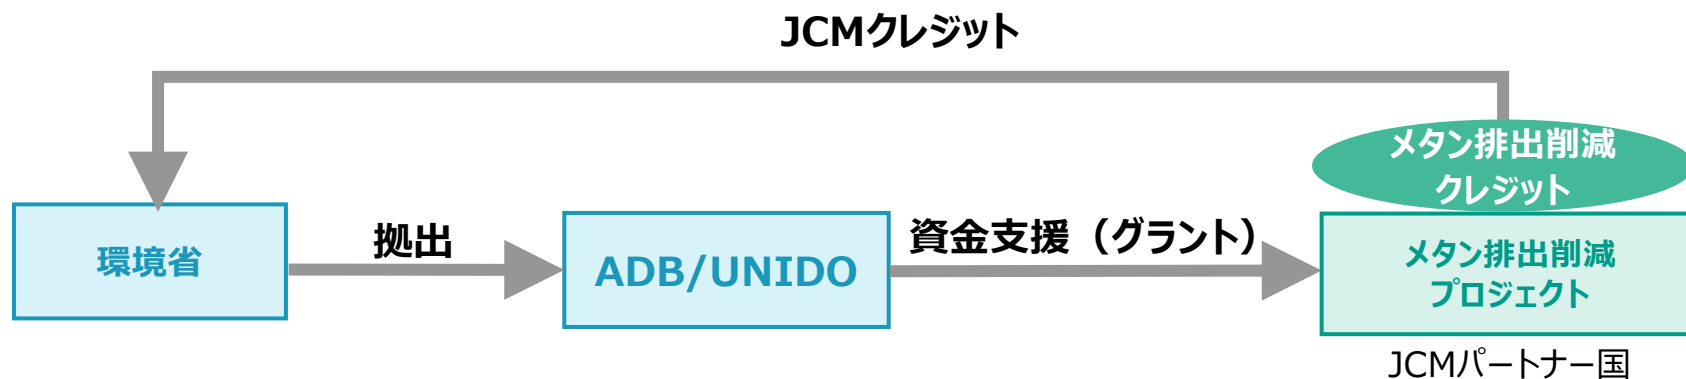 JCMクレジット
メタン排出削減
クレジット
環境省
拠出
ADB/UNIDO
資金支援（グラント）
メタン排出削減
プロジェクト
JCMパートナー国